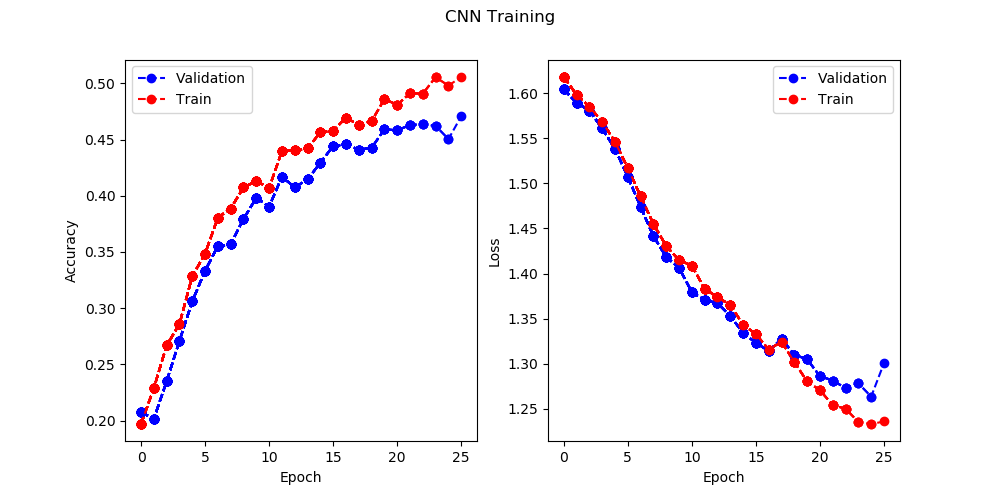 CNN Training
Validation
Train
0.50
0.45
0.40
0.35
0.30
0.25
0.20
Accuracy
0 5 10 15 20 25
Epoch
Validation
Train
1.60
1.55
1.50
1.45
1.40
1.35
1.30
1.25
Loss
0 5 10 15 20 25
Epoch